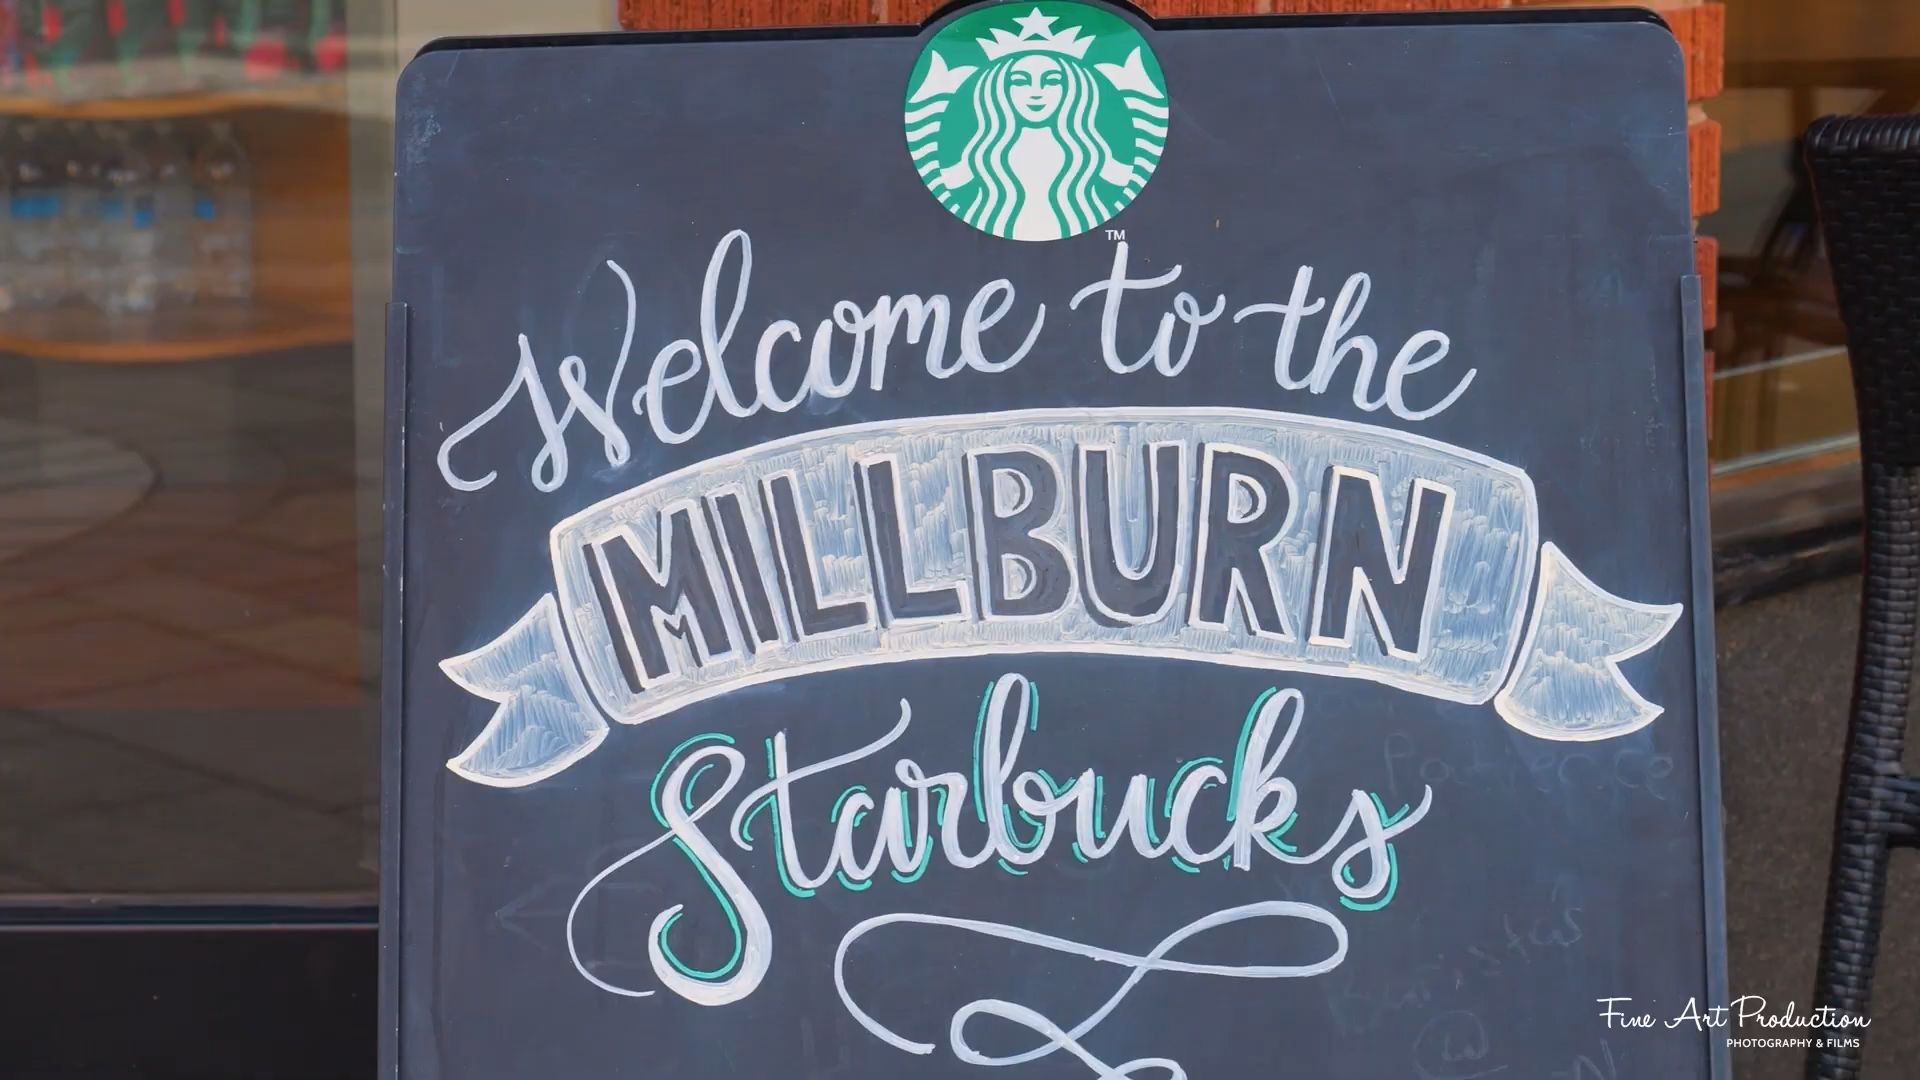 TM
Welcome to the
MILLBURN
Starbucks
Fine Art Production
PHOTOGRAPHY & FILMS